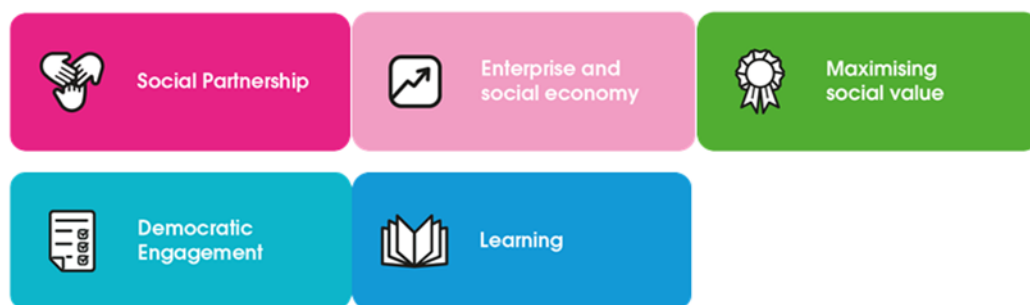 Social Partnership
Enterprise and
social economy
Maximising
social value
Democratic
Engagement
Learning